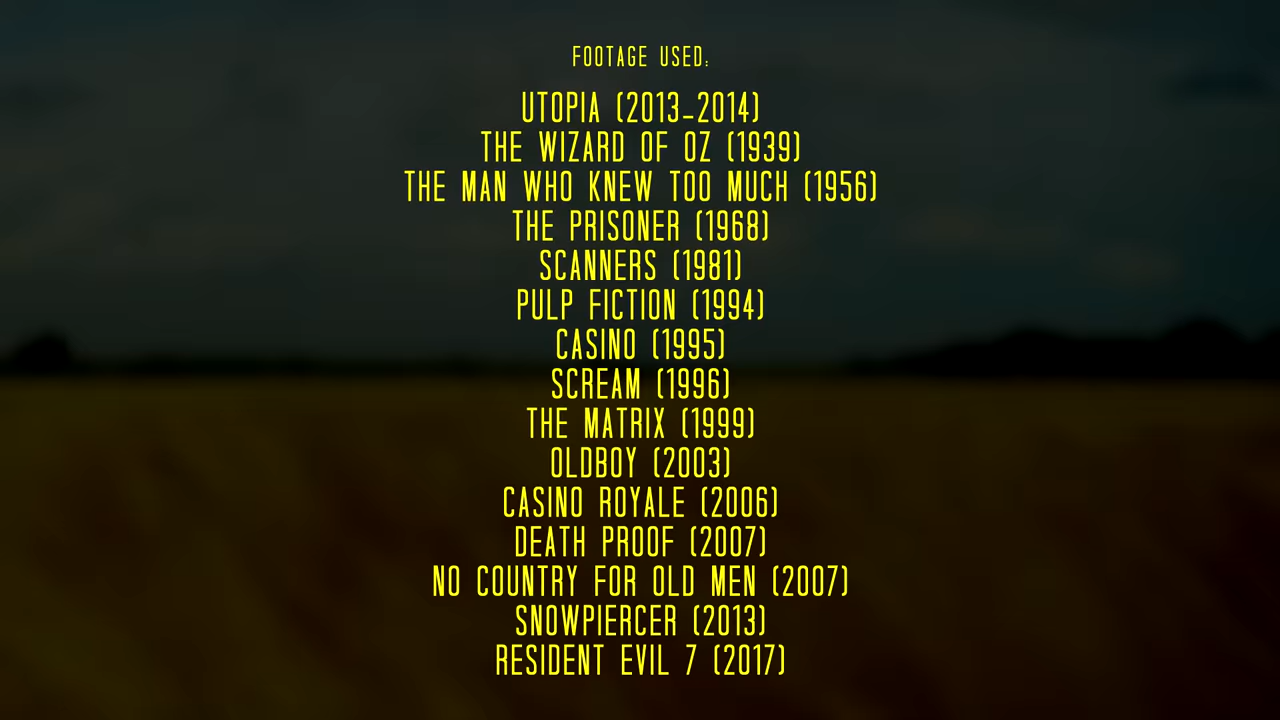 FOOTAGE USED:
UTOPIA (2013-2014)
THE WIZARD OF OZ (1939)
THE MAN WHO KNEW TOO MUCH (1956)
THE PRISONER (1968)
SCANNERS (1981)
PULP FICTION (1994)
CASINO (1995)
SCREAM (1996)
THE MATRIX (1999)
OLDBOY (2003)
CASINO ROYALE (2006)
DEATH PROOF (2007)
NO COUNTRY FOR OLD MEN (2007)
SNOWPIERCER (2013)
RESIDENT EVIL 7 (2017)